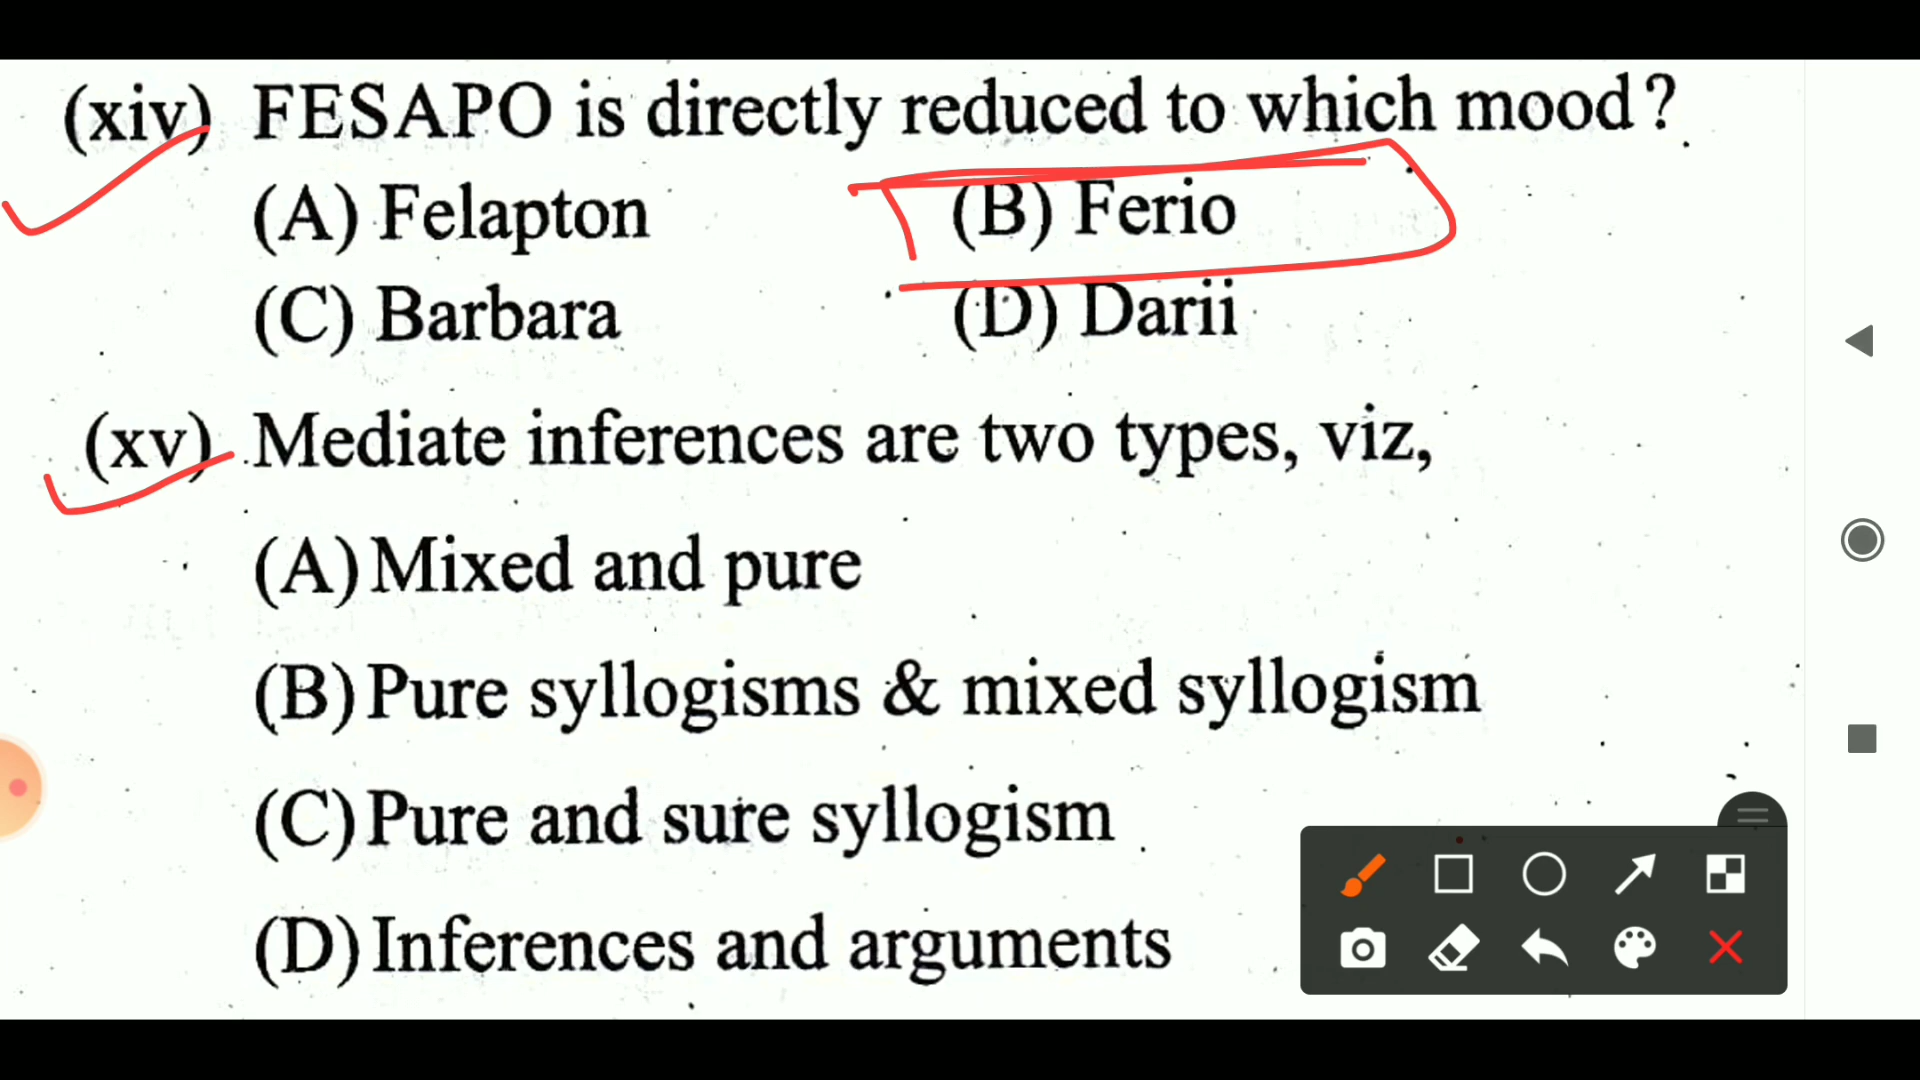 (xiv) FESAPO is directly reduced to which mood?
(A) Felapton (B) Ferio
(C) Barbara (D) Darii
(xv) Mediate inferences are two types, viz,
(A) Mixed and pure
(B) Pure syllogisms & mixed syllogism
(C) Pure and sure syllogism
(D) Inferences and arguments